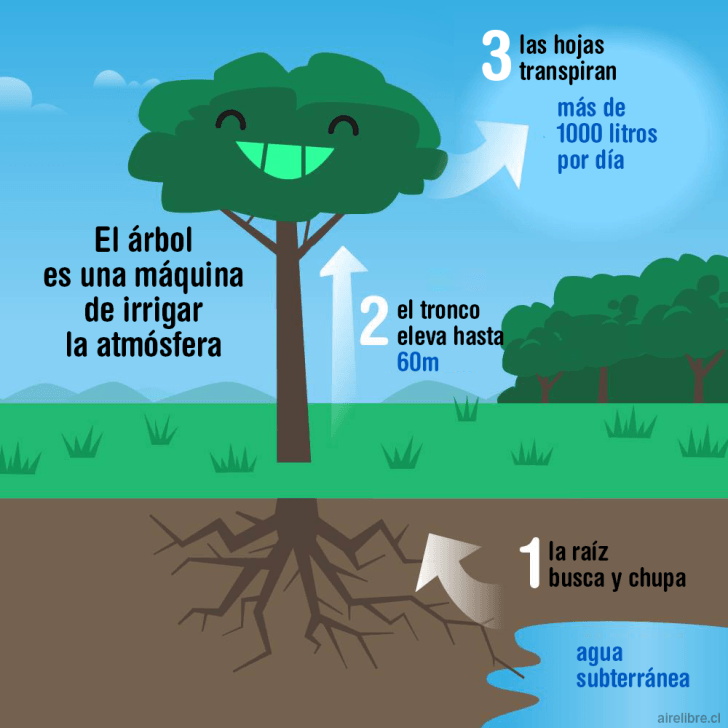 3 las hojas
transpiran
más de
1000 litros
por día
El árbol
es una máquina
de irrigar
la atmósfera
2 el tronco
eleva hasta
60m
1 la raíz
busca y chupa
agua
subterránea
airelibre.cl